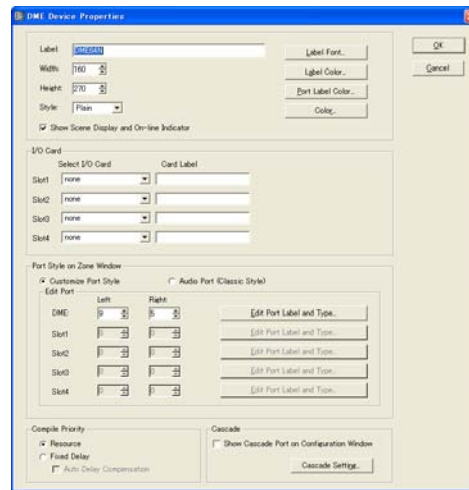 DME Device Properties
Label:
Width: 160
Height: 270
Style: Plain
Show Scene Display and On-line Indicator
Label Font...
Label Color...
Port Label Color...
Color...
OK
Cancel
I/O Card
Select I/O Card Card Label
Slot1 none
Slot2 none
Slot3 none
Slot4 none
Port Style on Zone Window
Customize Port Style Audio Port (Classic Style)
Edit Port
Left: Right:
DME: Edit Port Label and Type...
Slot1 Edit Port Label and Type...
Slot2 Edit Port Label and Type...
Slot3 Edit Port Label and Type...
Slot4 Edit Port Label and Type...
Compile Priority
Resource
Fixed Delay
Auto Delay Compensation
Cascade
Show Cascade Port on Configuration Window
Cascade Setting...